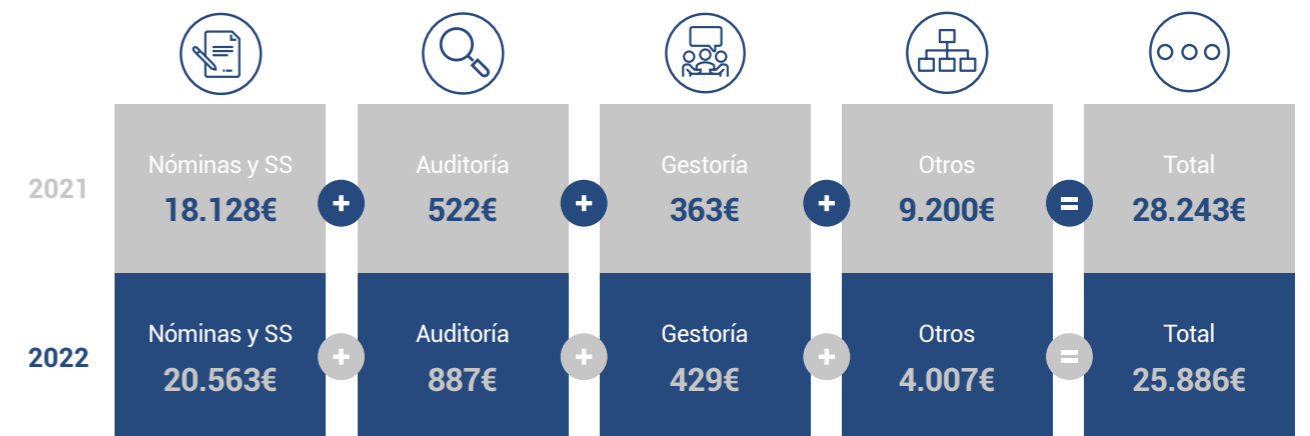 Nóminas y SS Auditoría Gestoría Otros Total
2021
18.128€ + 522€ + 363€ + 9.200€ = 28.243€
Nóminas y SS Auditoría Gestoría Otros Total
2022
20.563€ + 887€ + 429€ + 4.007€ = 25.886€